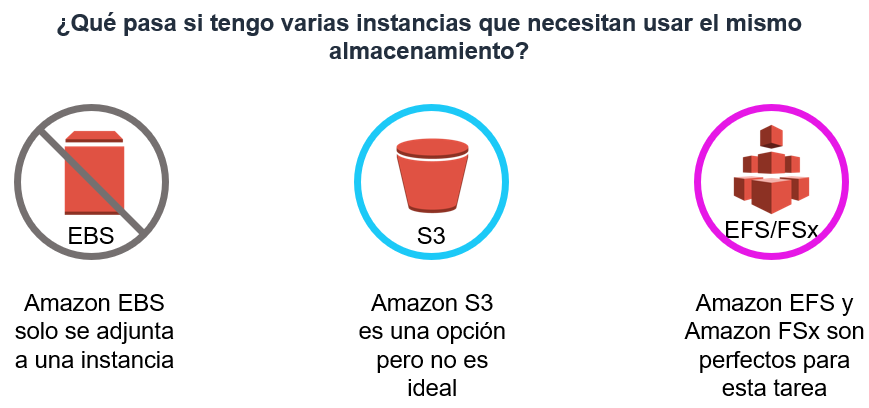 ¿Qué pasa si tengo varias instancias que necesitan usar el mismo
almacenamiento?
EBS
S3
EFS/FSx
Amazon EBS
solo se adjunta
a una instancia
Amazon S3
es una opción
pero no es
ideal
Amazon EFS y
Amazon FSx son
perfectos para
esta tarea